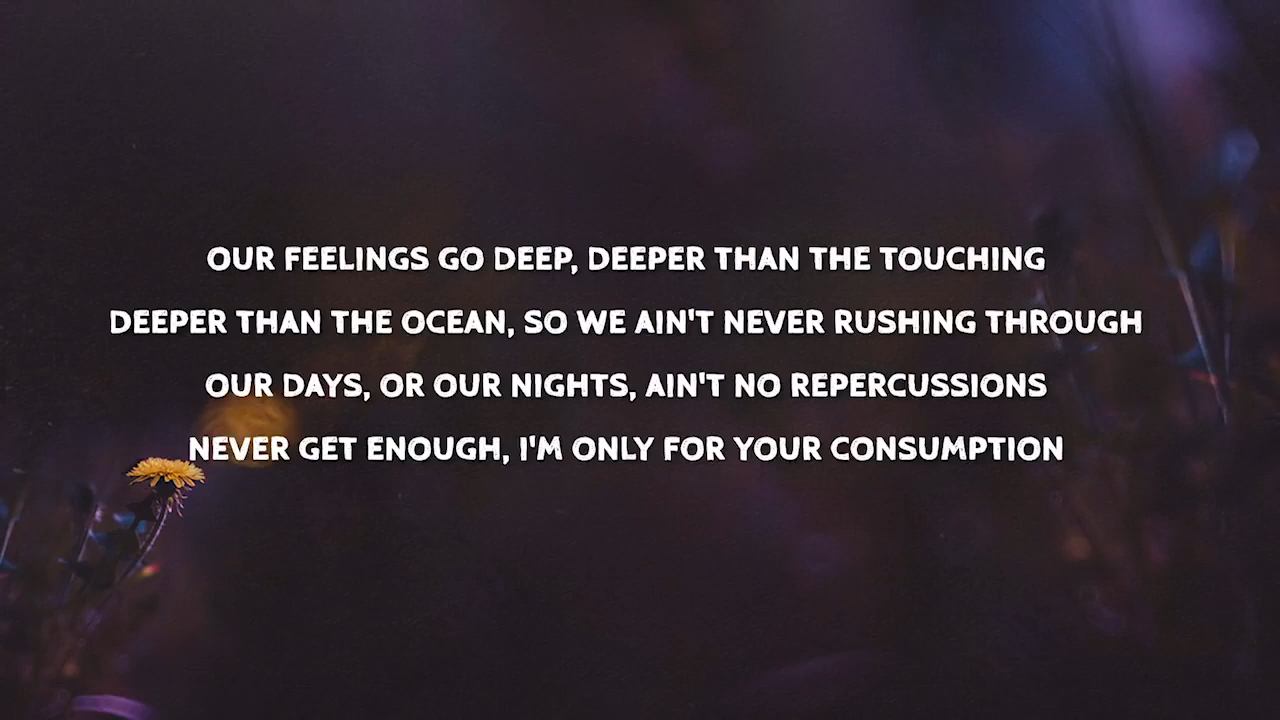 OUR FEELINGS GO DEEP, DEEPER THAN THE TOUCHING
DEEPER THAN THE OCEAN, SO WE AIN'T NEVER RUSHING THROUGH
OUR DAYS, OR OUR NIGHTS, AIN'T NO REPERCUSSIONS
NEVER GET ENOUGH, I'M ONLY FOR YOUR CONSUMPTION